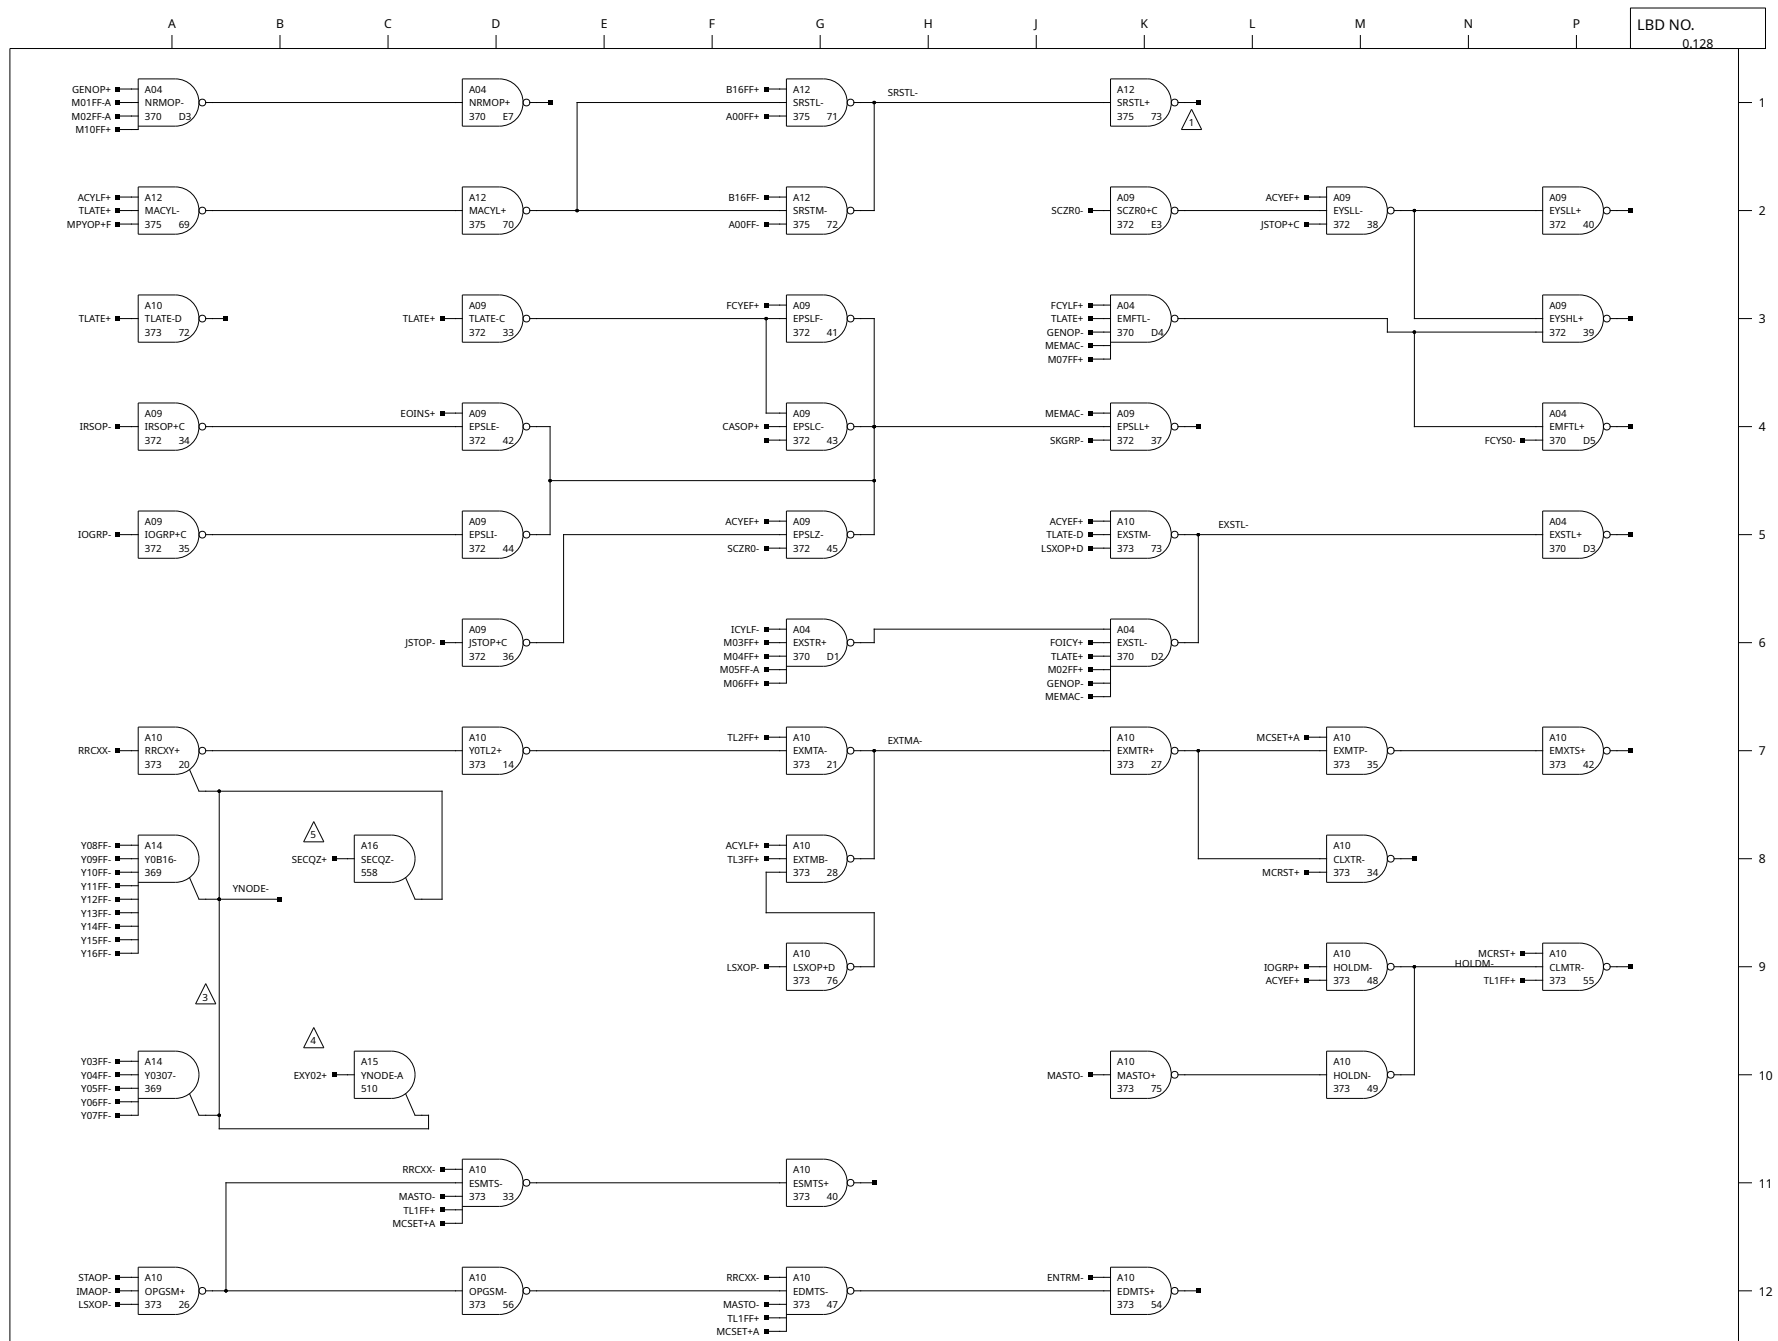 A B C D E F G H J K L M N P
LBD NO.
0.128
GENOP+
M01FF-A
M02FF-A
M10FF+
A04
NRMOP-
370 D3
A04
NRMOP+
370 E7
B16FF+
A00FF+
A12
SRSTL-
375 71
SRSTL-
A12
SRSTL+
375 73
1
1
ACYLF+
TLATE+
MPYOP+F
A12
MACYL-
375 69
A12
MACYL+
375 70
B16FF-
A00FF-
A12
SRSTM-
375 72
SCZR0-
A09
SCZR0+C
372 E3
ACYEF+
JSTOP+C
A09
EYSLL-
372 38
A09
EYSLL+
372 40
2
TLATE+
A10
TLATE-D
373 72
TLATE+
A09
TLATE-C
372 33
FCYEF+
A09
EPSLF-
372 41
FCYLF+
TLATE+
GENOP-
MEMAC-
M07FF+
A04
EMFTL-
370 D4
A09
EYSHL+
372 39
3
IRSOP-
A09
IRSOP+C
372 34
EOINS+
A09
EPSLE-
372 42
CASOP+
A09
EPSLC-
372 43
MEMAC-
SKGRP-
A09
EPSLL+
372 37
FCYS0-
A04
EMFTL+
370 D5
4
IOGRP-
A09
IOGRP+C
372 35
A09
EPSLI-
372 44
ACYEF+
SCZR0-
A09
EPSLZ-
372 45
ACYEF+
TLATE-D
LSXOP+D
A10
EXSTM-
373 73
EXSTL-
A04
EXSTL+
370 D3
5
JSTOP-
A09
JSTOP+C
372 36
ICYLF-
M03FF+
M04FF+
M05FF-A
M06FF+
A04
EXSTR+
370 D1
FOICY+
TLATE+
M02FF+
GENOP-
MEMAC-
A04
EXSTL-
370 D2
6
RRCXX-
A10
RRCXY+
373 20
A10
Y0TL2+
373 14
TL2FF+
A10
EXMTA-
373 21
EXTMA-
A10
EXMTR+
373 27
MCSET+A
A10
EXMTP-
373 35
A10
EMXTS+
373 42
7
Y08FF-
Y09FF-
Y10FF-
Y11FF-
Y12FF-
Y13FF-
Y14FF-
Y15FF-
Y16FF-
A14
Y0B16-
369
YNODE-
5
SECQZ+
A16
SECQZ-
558
ACYLF+
TL3FF+
A10
EXTMB-
373 28
MCRST+
A10
CLXTR-
373 34
8
3
LSXOP-
A10
LSXOP+D
373 76
IOGRP+
ACYEF+
A10
HOLDM-
373 48
HOLDM-
MCRST+
TL1FF+
A10
CLMTR-
373 55
9
Y03FF-
Y04FF-
Y05FF-
Y06FF-
Y07FF-
A14
Y0307-
369
4
EXY02+
A15
YNODE-A
510
MASTO-
A10
MASTO+
373 75
A10
HOLDN-
373 49
10
RRCXX-
MASTO-
TL1FF+
MCSET+A
A10
ESMTS-
373 33
A10
ESMTS+
373 40
11
STAOP-
IMAOP-
LSXOP-
A10
OPGSM+
373 26
A10
OPGSM-
373 56
RRCXX-
MASTO-
TL1FF+
MCSET+A
A10
EDMTS-
373 47
ENTRM-
A10
EDMTS+
373 54
12